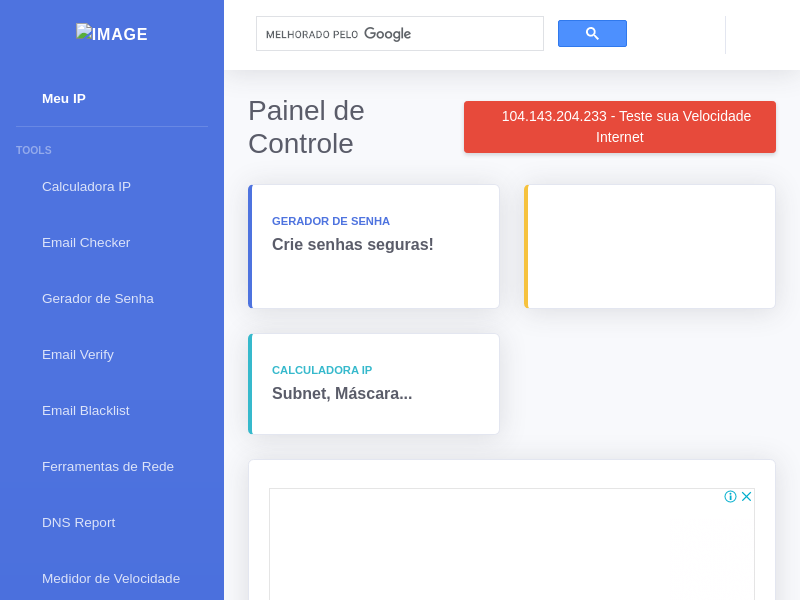 IMAGE
Meu IP
TOOLS
Calculadora IP
Email Checker
Gerador de Senha
Email Verify
Email Blacklist
Ferramentas de Rede
DNS Report
Medidor de Velocidade
MELHORADO PELO Google
Painel de
Controle
104.143.204.233 - Teste sua Velocidade
Internet
GERADOR DE SENHA
Crie senhas seguras!
CALCULADORA IP
Subnet, Máscara...